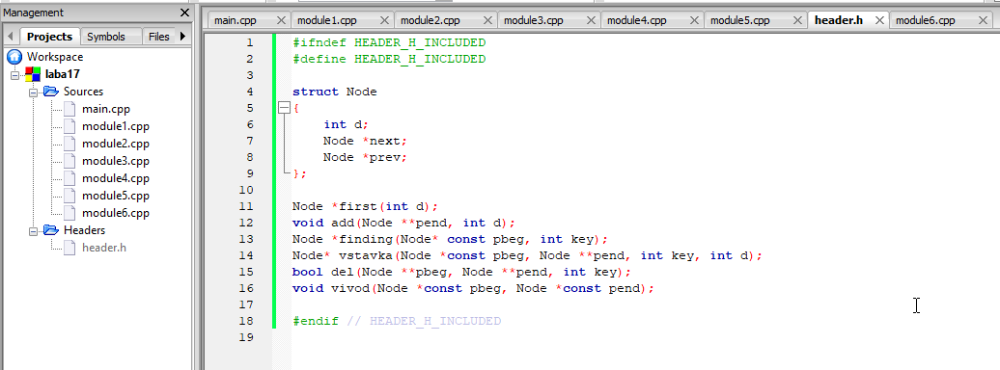 Management
Projects Symbols Files
Workspace
laba17
Sources
main.cpp
module1.cpp
module2.cpp
module3.cpp
module4.cpp
module5.cpp
module6.cpp
Headers
header.h
main.cpp module1.cpp module2.cpp module3.cpp module4.cpp module5.cpp header.h module6.cpp
1 #ifndef HEADER_H_INCLUDED
2 #define HEADER_H_INCLUDED
3
4 struct Node
5 {
6 int d;
7 Node *next;
8 Node *prev;
9 };
10
11 Node *first(int d);
12 void add(Node **pend, int d);
13 Node *finding(Node* const pbeg, int key);
14 Node* vstavka(Node *const pbeg, Node **pend, int key, int d);
15 bool del(Node **pbeg, Node **pend, int key);
16 void vivod(Node *const pbeg, Node *const pend);
17
18 #endif // HEADER_H_INCLUDED
19